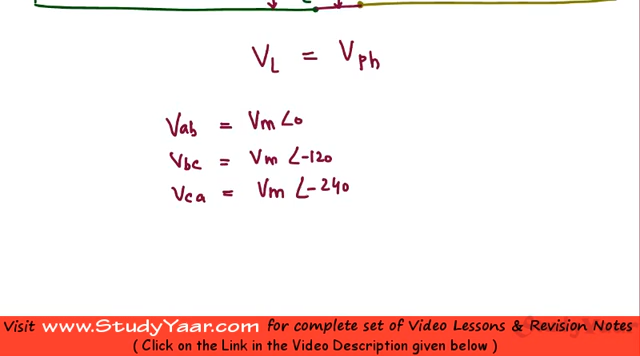 VL = Vph
Vab = Vm ∠0
Vbc = Vm ∠-120
Vca = Vm ∠-240
Visit www.StudyYaar.com for complete set of Video Lessons & Revision Notes
( Click on the Link in the Video Description given below )